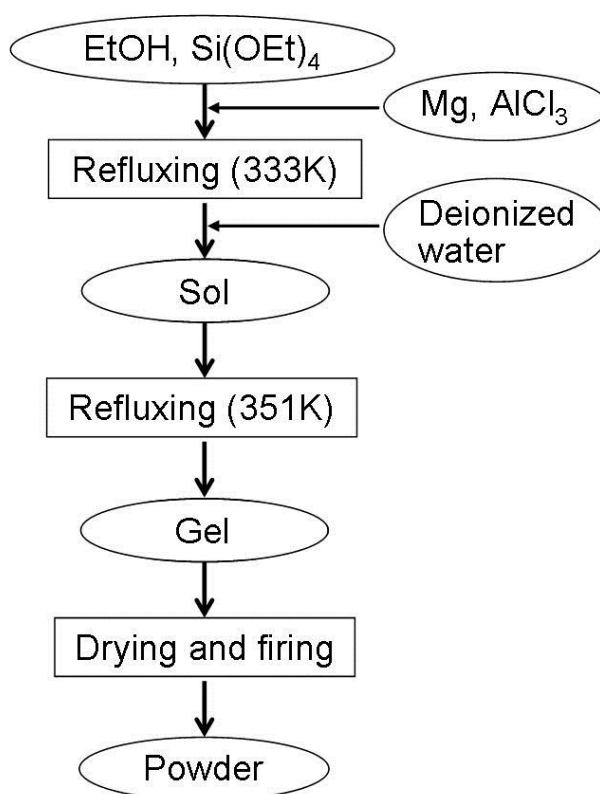 EtOH, Si(OEt)₄
Mg, AlCl₃
Refluxing (333K)
Deionized
water
Sol
Refluxing (351K)
Gel
Drying and firing
Powder